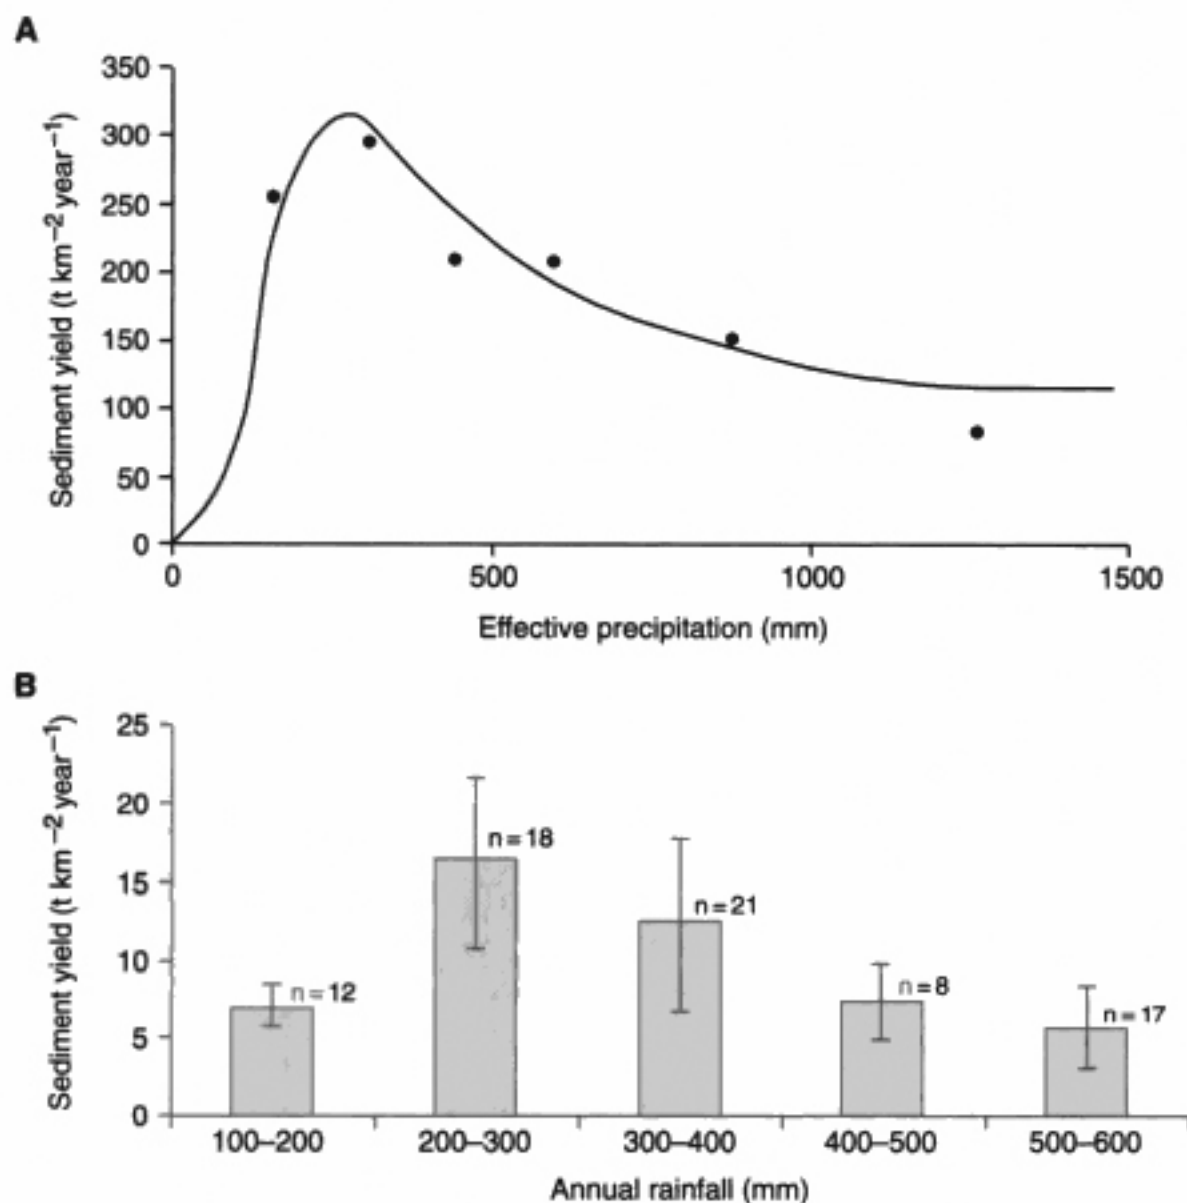 A
350
300
250
200
150
100
50
0
Sediment yield (t km⁻² year⁻¹)
0 500 1000 1500
Effective precipitation (mm)
B
25
20
15
10
5
0
Sediment yield (t km⁻² year⁻¹)
n=12
n=18
n=21
n=8
n=17
100–200 200–300 300–400 400–500 500–600
Annual rainfall (mm)